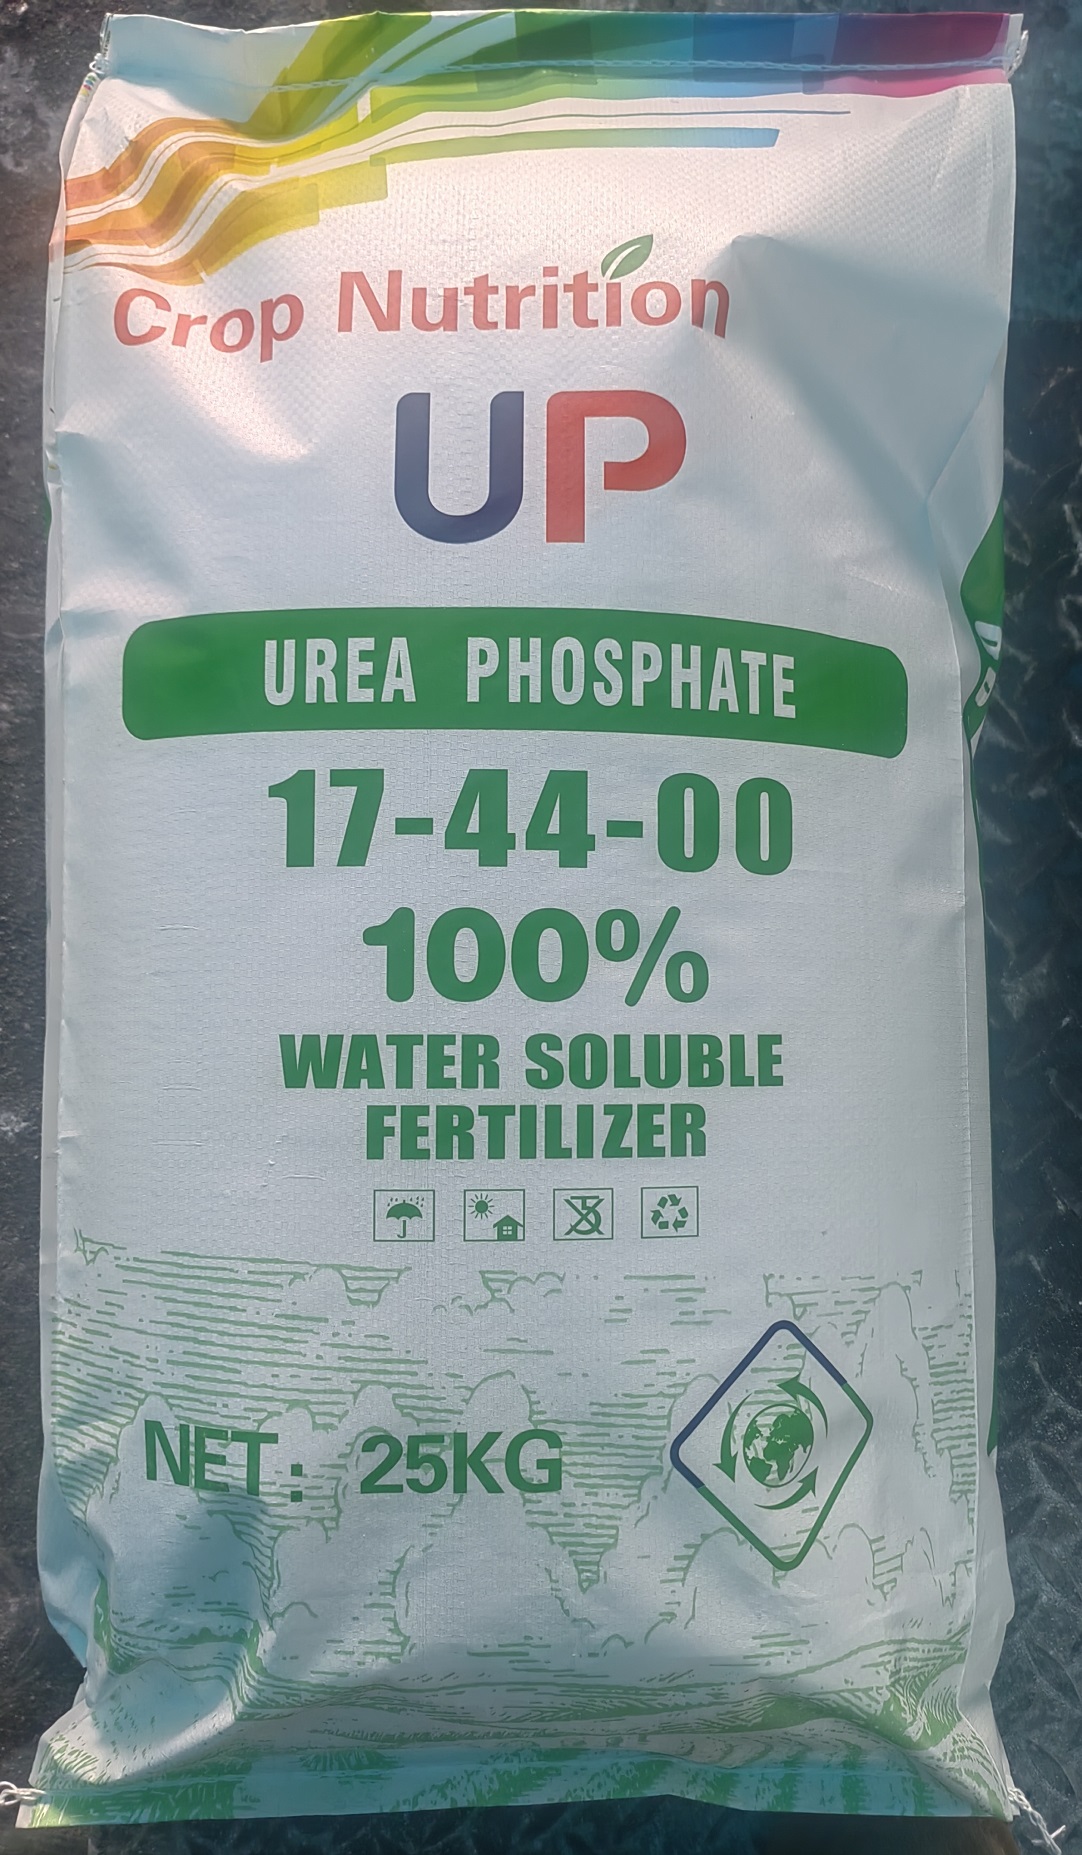 Crop Nutrition
UP
UREA PHOSPHATE
17-44-00
100%
WATER SOLUBLE
FERTILIZER
NET: 25KG